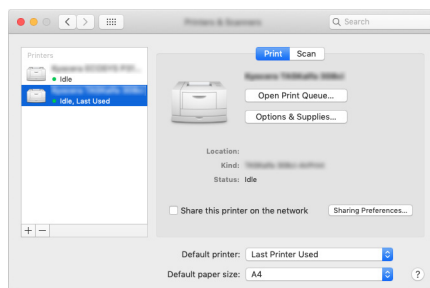 Search
Printers
Idle
Idle, Last Used
Print Scan
Open Print Queue...
Options & Supplies...
Location:
Kind:
Status: Idle
Share this printer on the network Sharing Preferences...
+ −
Default printer: Last Printer Used
Default paper size: A4 ?